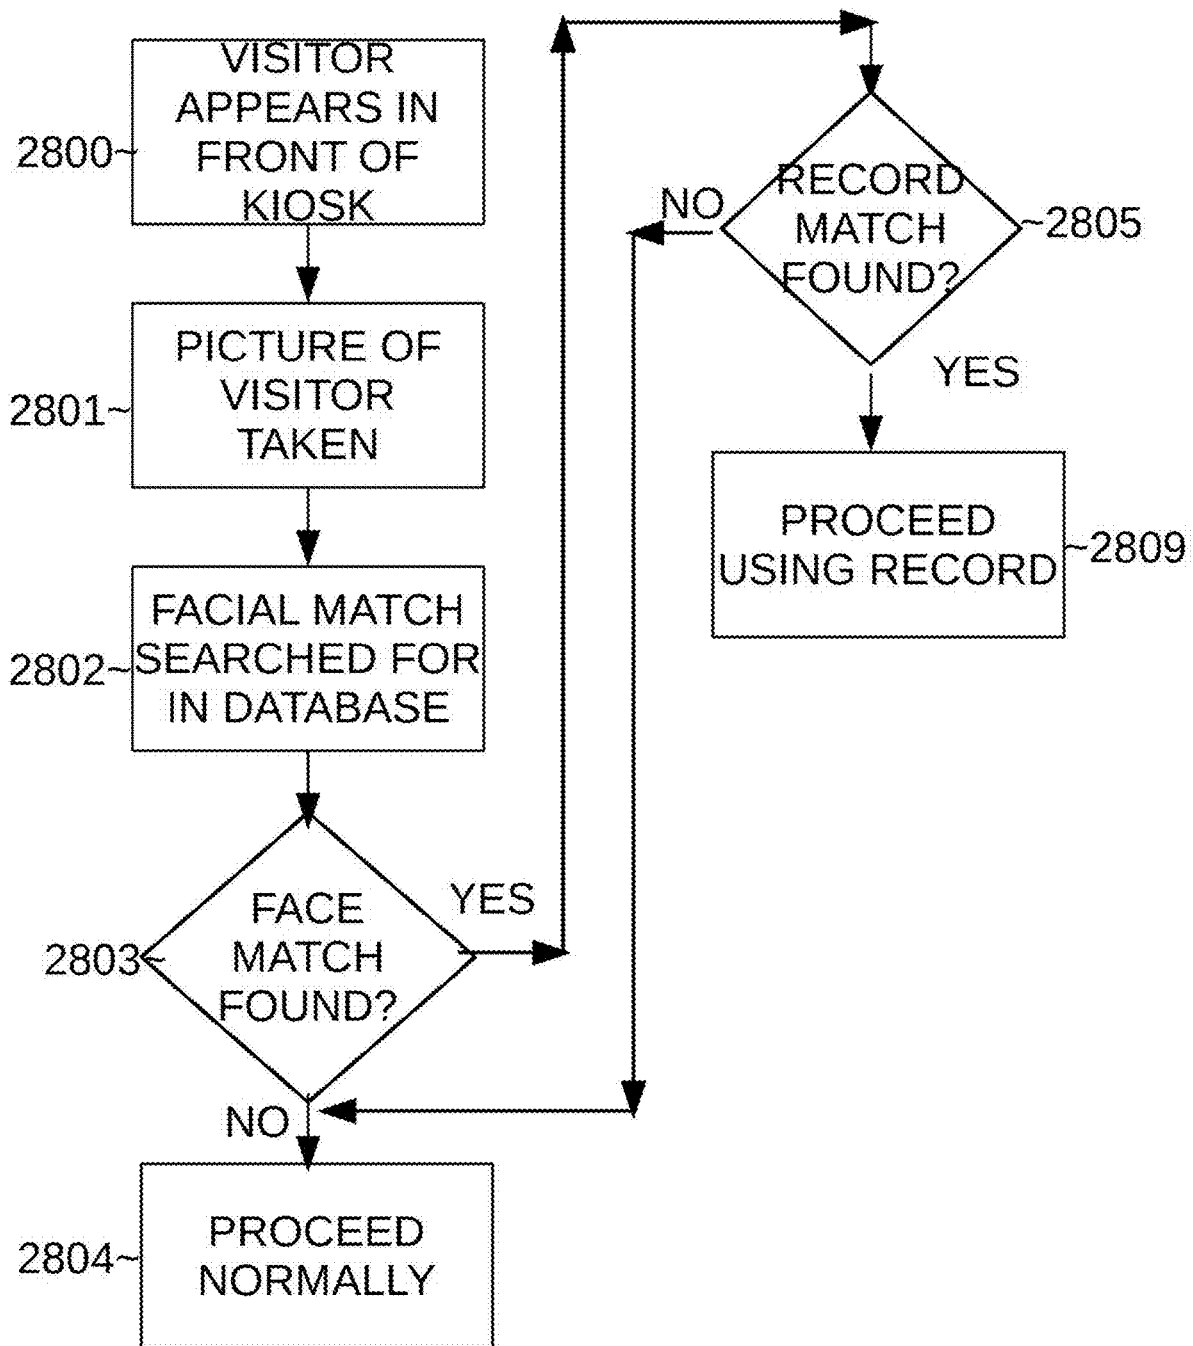 VISITOR
APPEARS IN
FRONT OF
KIOSK
2800~
PICTURE OF
VISITOR
TAKEN
2801~
FACIAL MATCH
SEARCHED FOR
IN DATABASE
2802~
FACE
MATCH
FOUND?
2803~
YES
NO
PROCEED
NORMALLY
2804~
RECORD
MATCH
FOUND?
~2805
NO
YES
PROCEED
USING RECORD
~2809